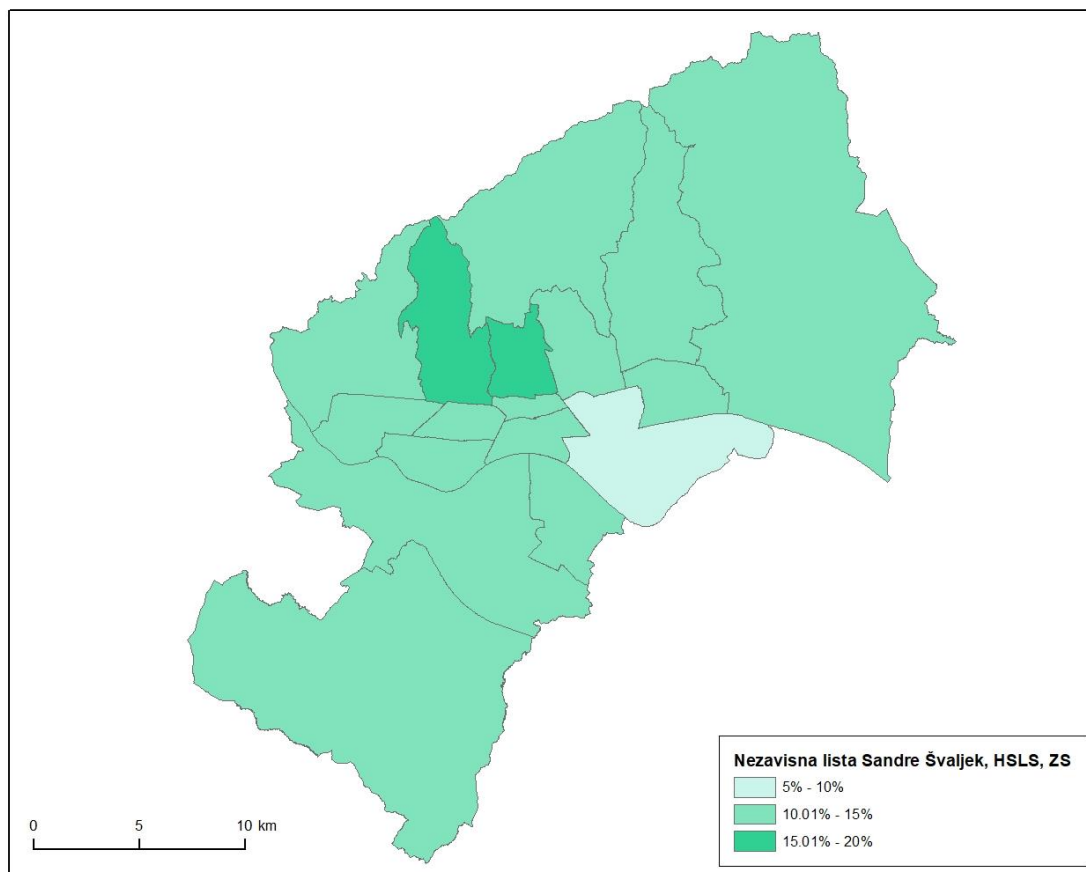 Nezavisna lista Sandre Švaljek, HSLS, ZS
5% - 10%
10.01% - 15%
15.01% - 20%
0 5 10 km